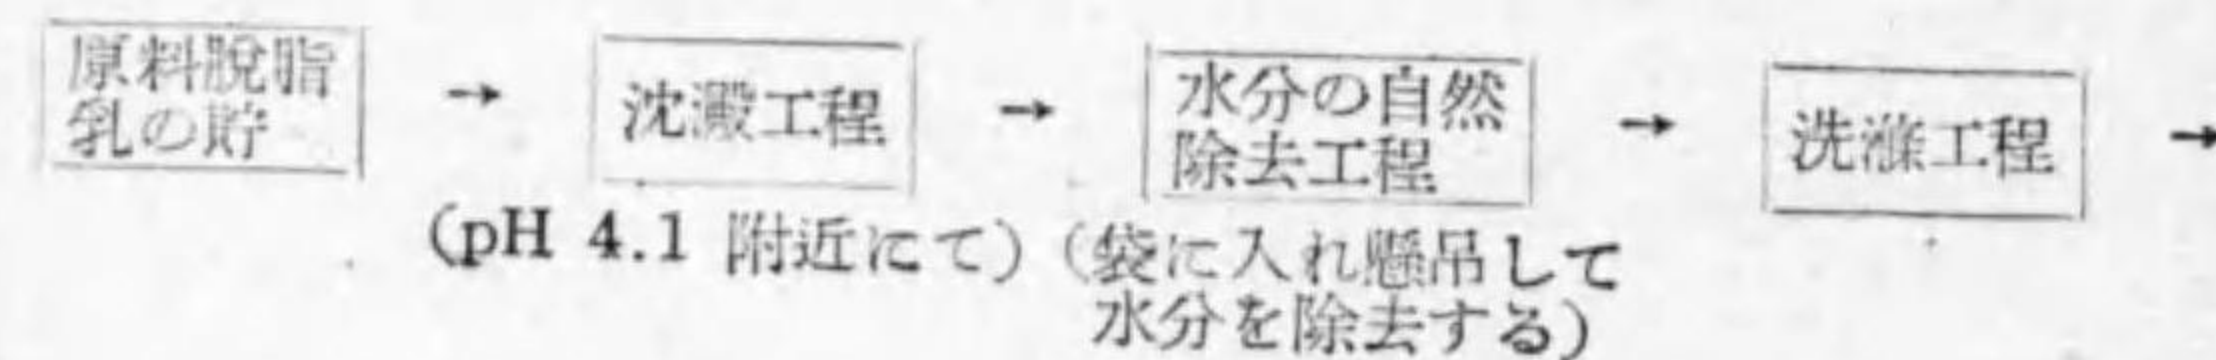 原料脱脂
乳の貯
→
沈澱工程
→
水分の自然
除去工程
→
洗滌工程
→
(pH 4.1 附近にて)
(袋に入れ懸吊して
水分を除去する)